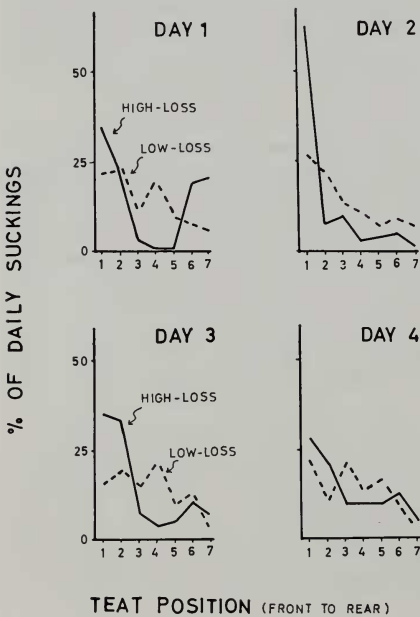 DAY 1
DAY 2
50
25
0
HIGH-LOSS
LOW-LOSS
1 2 3 4 5 6 7
1 2 3 4 5 6 7
% OF DAILY SUCKINGS
DAY 3
DAY 4
50
25
0
HIGH-LOSS
LOW-LOSS
1 2 3 4 5 6 7
1 2 3 4 5 6 7
TEAT POSITION (FRONT TO REAR)